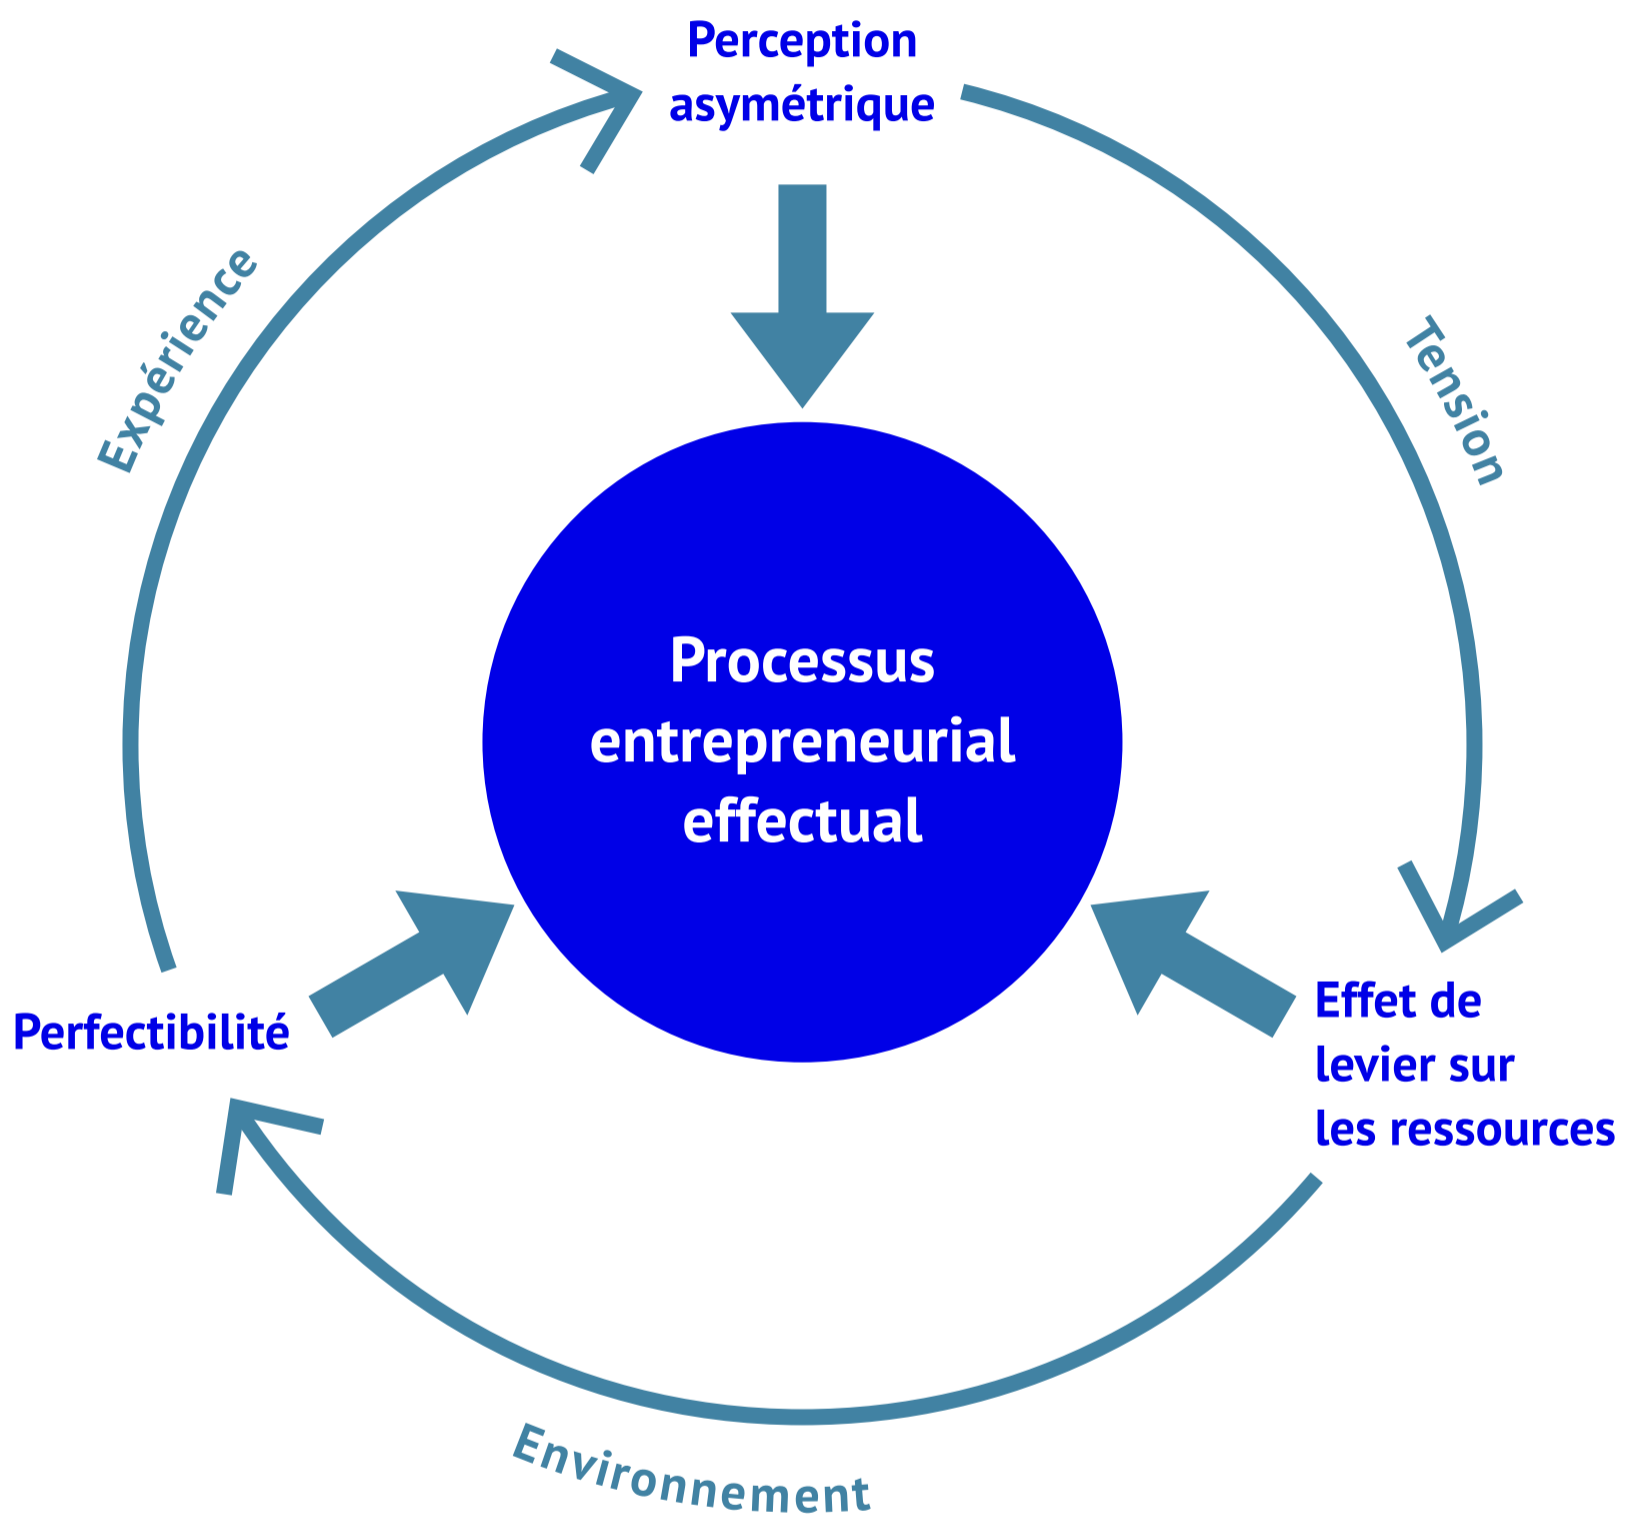 Perception
asymétrique
Expérience
Tension
Processus
entrepreneurial
effectual
Perfectibilité
Effet de
levier sur
les ressources
Environnement